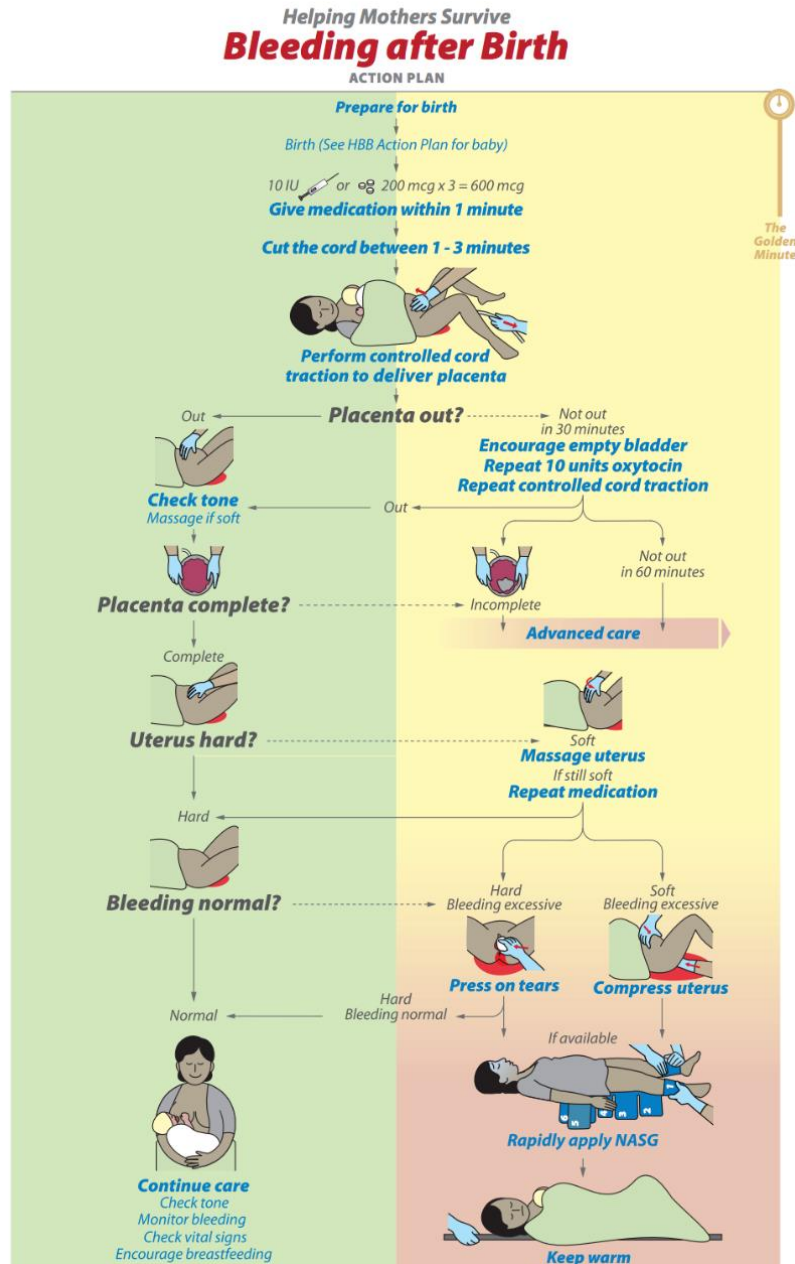 Helping Mothers Survive
Bleeding after Birth
ACTION PLAN
Prepare for birth
Birth (See HBB Action Plan for baby)
10 IU or 200 mcg x 3 = 600 mcg
Give medication within 1 minute
The
Golden
Minute
Cut the cord between 1 - 3 minutes
Perform controlled cord
traction to deliver placenta
Out
Placenta out?
Not out
in 30 minutes
Encourage empty bladder
Repeat 10 units oxytocin
Repeat controlled cord traction
Check tone
Massage if soft
Out
Not out
in 60 minutes
Placenta complete?
Incomplete
Advanced care
Complete
Uterus hard?
Soft
Massage uterus
If still soft
Repeat medication
Hard
Bleeding normal?
Hard
Bleeding excessive
Soft
Bleeding excessive
Press on tears
Compress uterus
Normal
Hard
Bleeding normal
If available
1
2
3
4
5
6
Rapidly apply NASG
Continue care
Check tone
Monitor bleeding
Check vital signs
Encourage breastfeeding
Keep warm